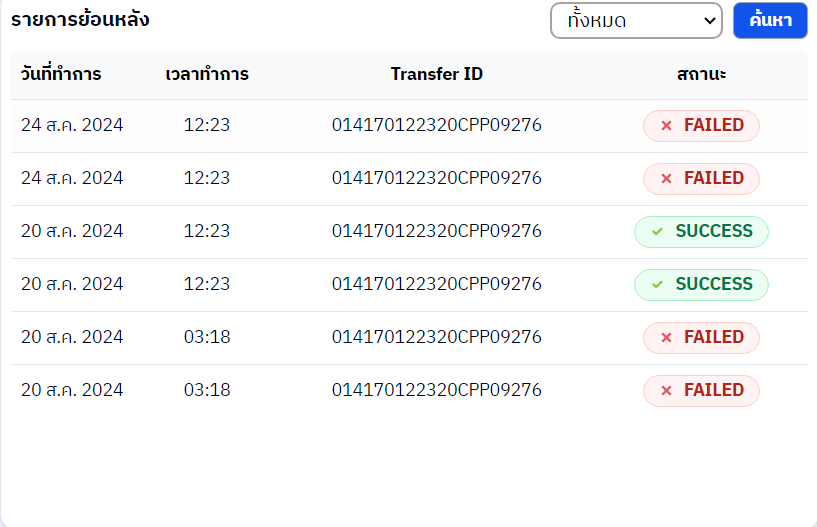 รายการย้อนหลัง ทั้งหมด ค้นหา
วันที่ทำการ เวลาทำการ Transfer ID สถานะ
24 ส.ค. 2024 12:23 014170122320CPP09276 FAILED
24 ส.ค. 2024 12:23 014170122320CPP09276 FAILED
20 ส.ค. 2024 12:23 014170122320CPP09276 SUCCESS
20 ส.ค. 2024 12:23 014170122320CPP09276 SUCCESS
20 ส.ค. 2024 03:18 014170122320CPP09276 FAILED
20 ส.ค. 2024 03:18 014170122320CPP09276 FAILED